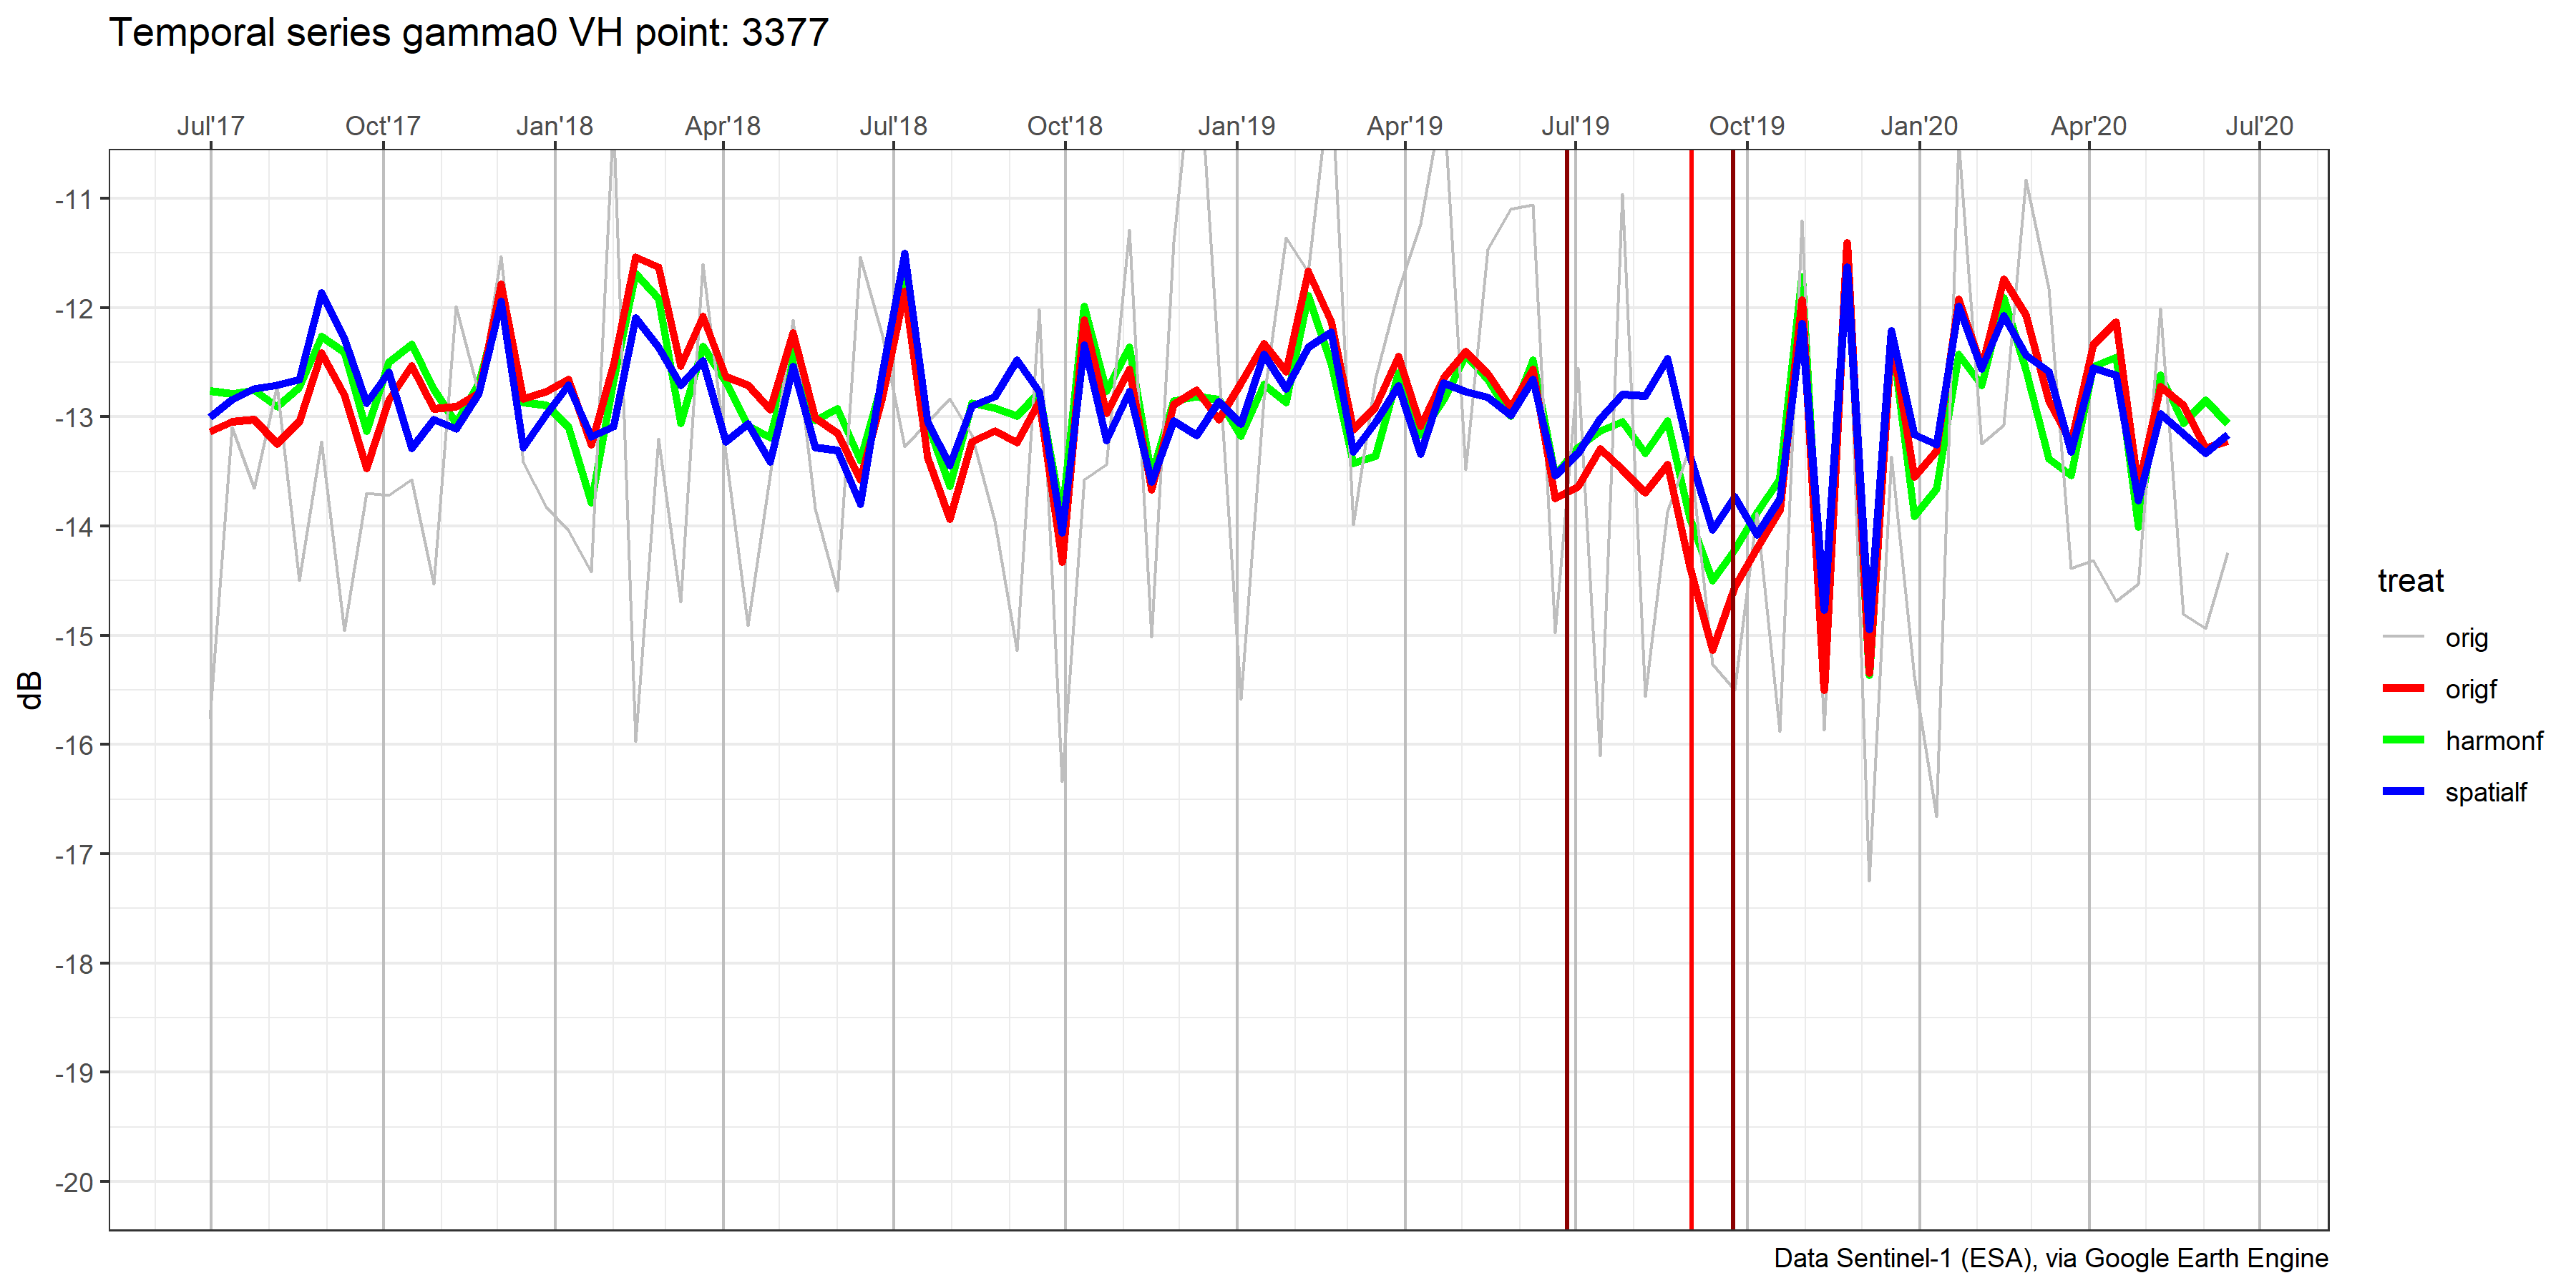 Temporal series gamma0 VH point: 3377
Jul'17 Oct'17 Jan'18 Apr'18 Jul'18 Oct'18 Jan'19 Apr'19 Jul'19 Oct'19 Jan'20 Apr'20 Jul'20
-11
-12
-13
-14
-15
-16
-17
-18
-19
-20
dB
treat
orig
origf
harmonf
spatialf
Data Sentinel-1 (ESA), via Google Earth Engine